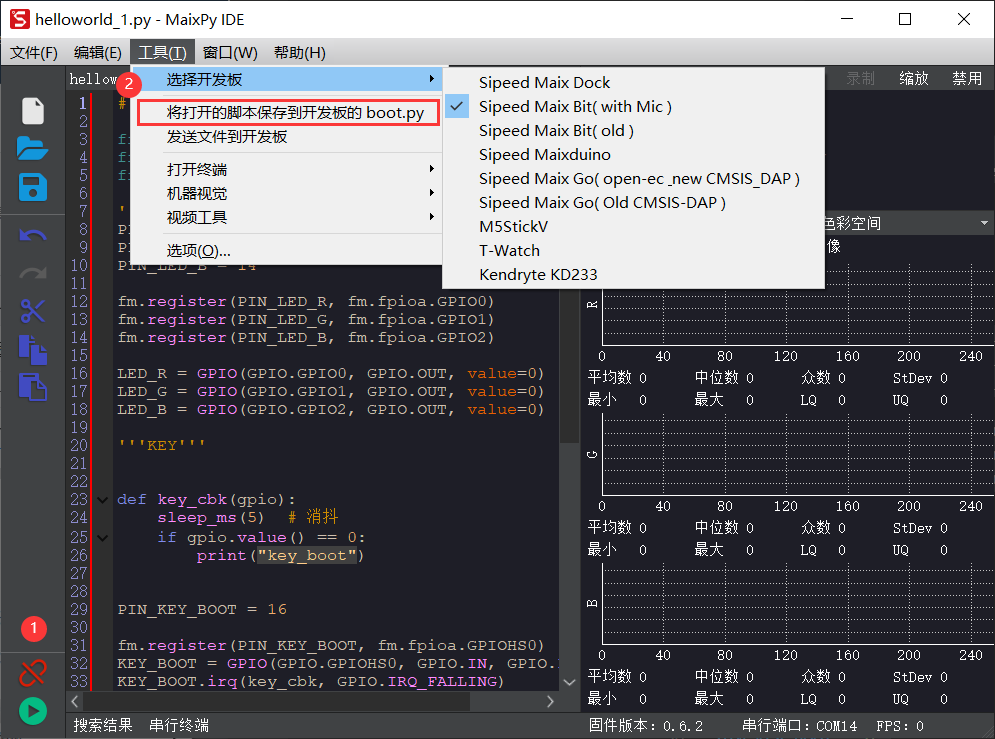 helloworld_1.py - MaixPy IDE
文件(F) 编辑(E) 工具(T) 窗口(W) 帮助(H)
hellow
2
选择开发板
将打开的脚本保存到开发板的 boot.py
发送文件到开发板
打开终端
机器视觉
视频工具
选项(O)...
Sipeed Maix Dock
Sipeed Maix Bit( with Mic )
Sipeed Maix Bit( old )
Sipeed Maixduino
Sipeed Maix Go( open-ec _new CMSIS_DAP )
Sipeed Maix Go( Old CMSIS-DAP )
M5StickV
T-Watch
Kendryte KD233
录制 缩放 禁用
色彩空间
像
1 #
2
3
4
5
6
7 '
8 P
9 P
10 PIN_LED_B = 14
11
12 fm.register(PIN_LED_R, fm.fpioa.GPIO0)
13 fm.register(PIN_LED_G, fm.fpioa.GPIO1)
14 fm.register(PIN_LED_B, fm.fpioa.GPIO2)
15
16 LED_R = GPIO(GPIO.GPIO0, GPIO.OUT, value=0)
17 LED_G = GPIO(GPIO.GPIO1, GPIO.OUT, value=0)
18 LED_B = GPIO(GPIO.GPIO2, GPIO.OUT, value=0)
19
20 '''KEY'''
21
22
23 def key_cbk(gpio):
24 sleep_ms(5) # 消抖
25 if gpio.value() == 0:
26 print("key_boot")
27
28
29 PIN_KEY_BOOT = 16
30
31 fm.register(PIN_KEY_BOOT, fm.fpioa.GPIOHS0)
32 KEY_BOOT = GPIO(GPIO.GPIOHS0, GPIO.IN, GPIO.
33 KEY_BOOT.irq(key_cbk, GPIO.IRQ_FALLING)
1
R
0 40 80 120 160 200 240
平均数 0 中位数 0 众数 0 StDev 0
最小 0 最大 0 LQ 0 UQ 0
G
0 40 80 120 160 200 240
平均数 0 中位数 0 众数 0 StDev 0
最小 0 最大 0 LQ 0 UQ 0
B
0 40 80 120 160 200 240
平均数 0 中位数 0 众数 0 StDev 0
最小 0 最大 0 LQ 0 UQ 0
搜索结果 串行终端 固件版本: 0.6.2 串行端口: COM14 FPS: 0